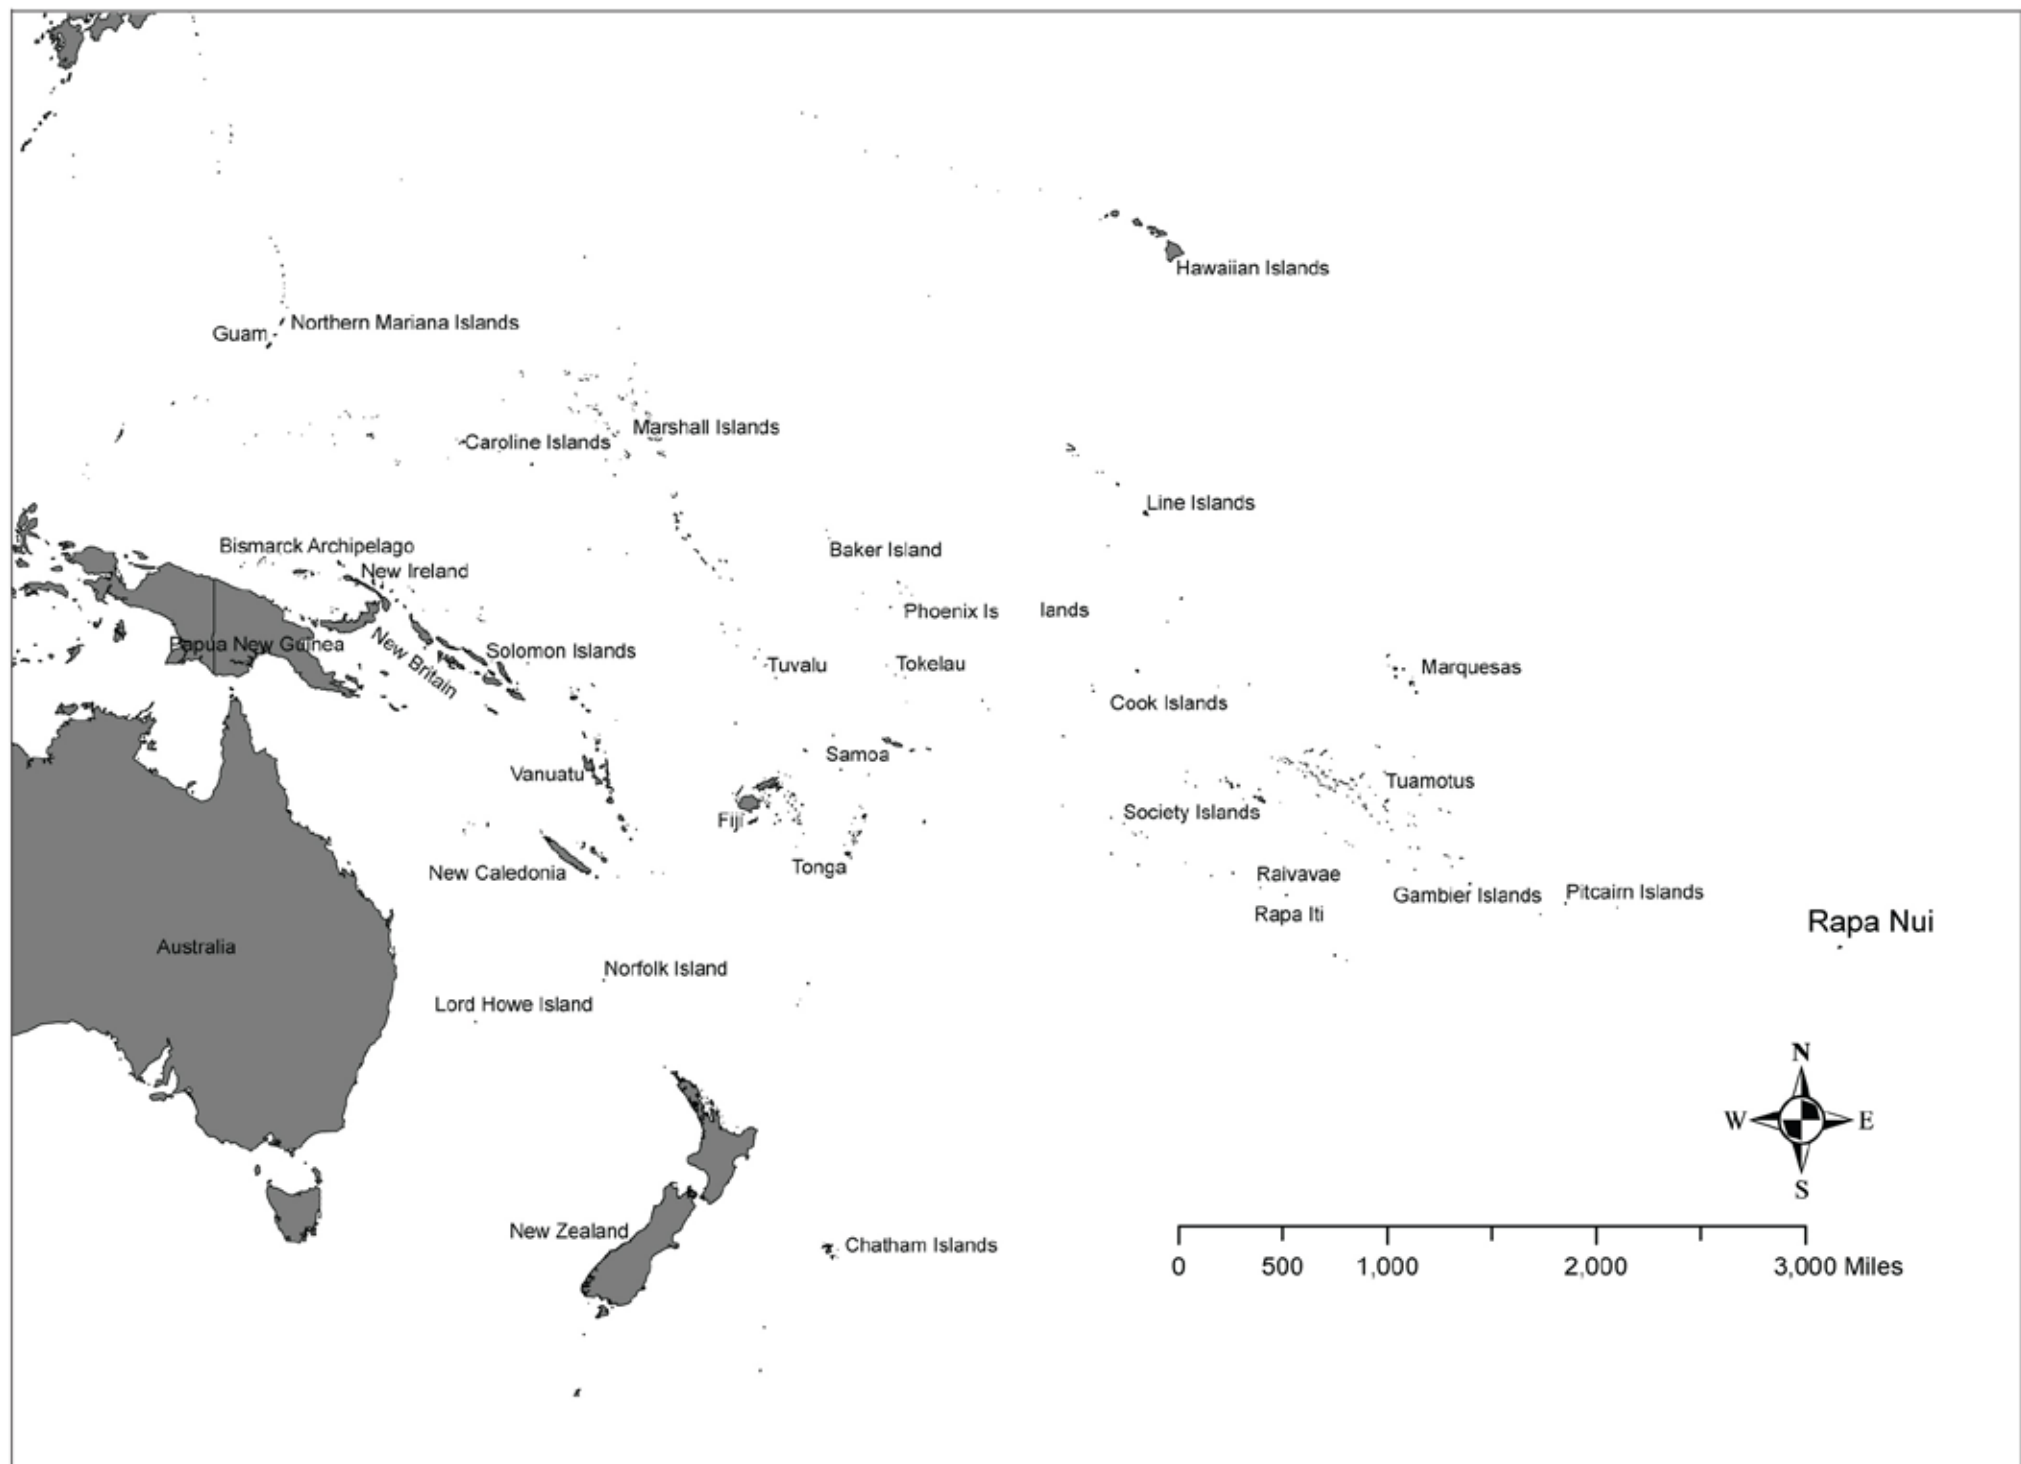 Hawaiian Islands
Northern Mariana Islands
Guam
Marshall Islands
Caroline Islands
Line Islands
Bismarck Archipelago
Baker Island
New Ireland
Phoenix Is lands
Papua New Guinea
New Britain
Solomon Islands
Tuvalu
Tokelau
Marquesas
Cook Islands
Samoa
Vanuatu
Tuamotus
Fiji
Society Islands
New Caledonia
Tonga
Raivavae
Gambier Islands
Pitcairn Islands
Rapa Iti
Rapa Nui
Australia
Norfolk Island
Lord Howe Island
N
W
E
S
New Zealand
Chatham Islands
0 500 1,000 2,000 3,000 Miles